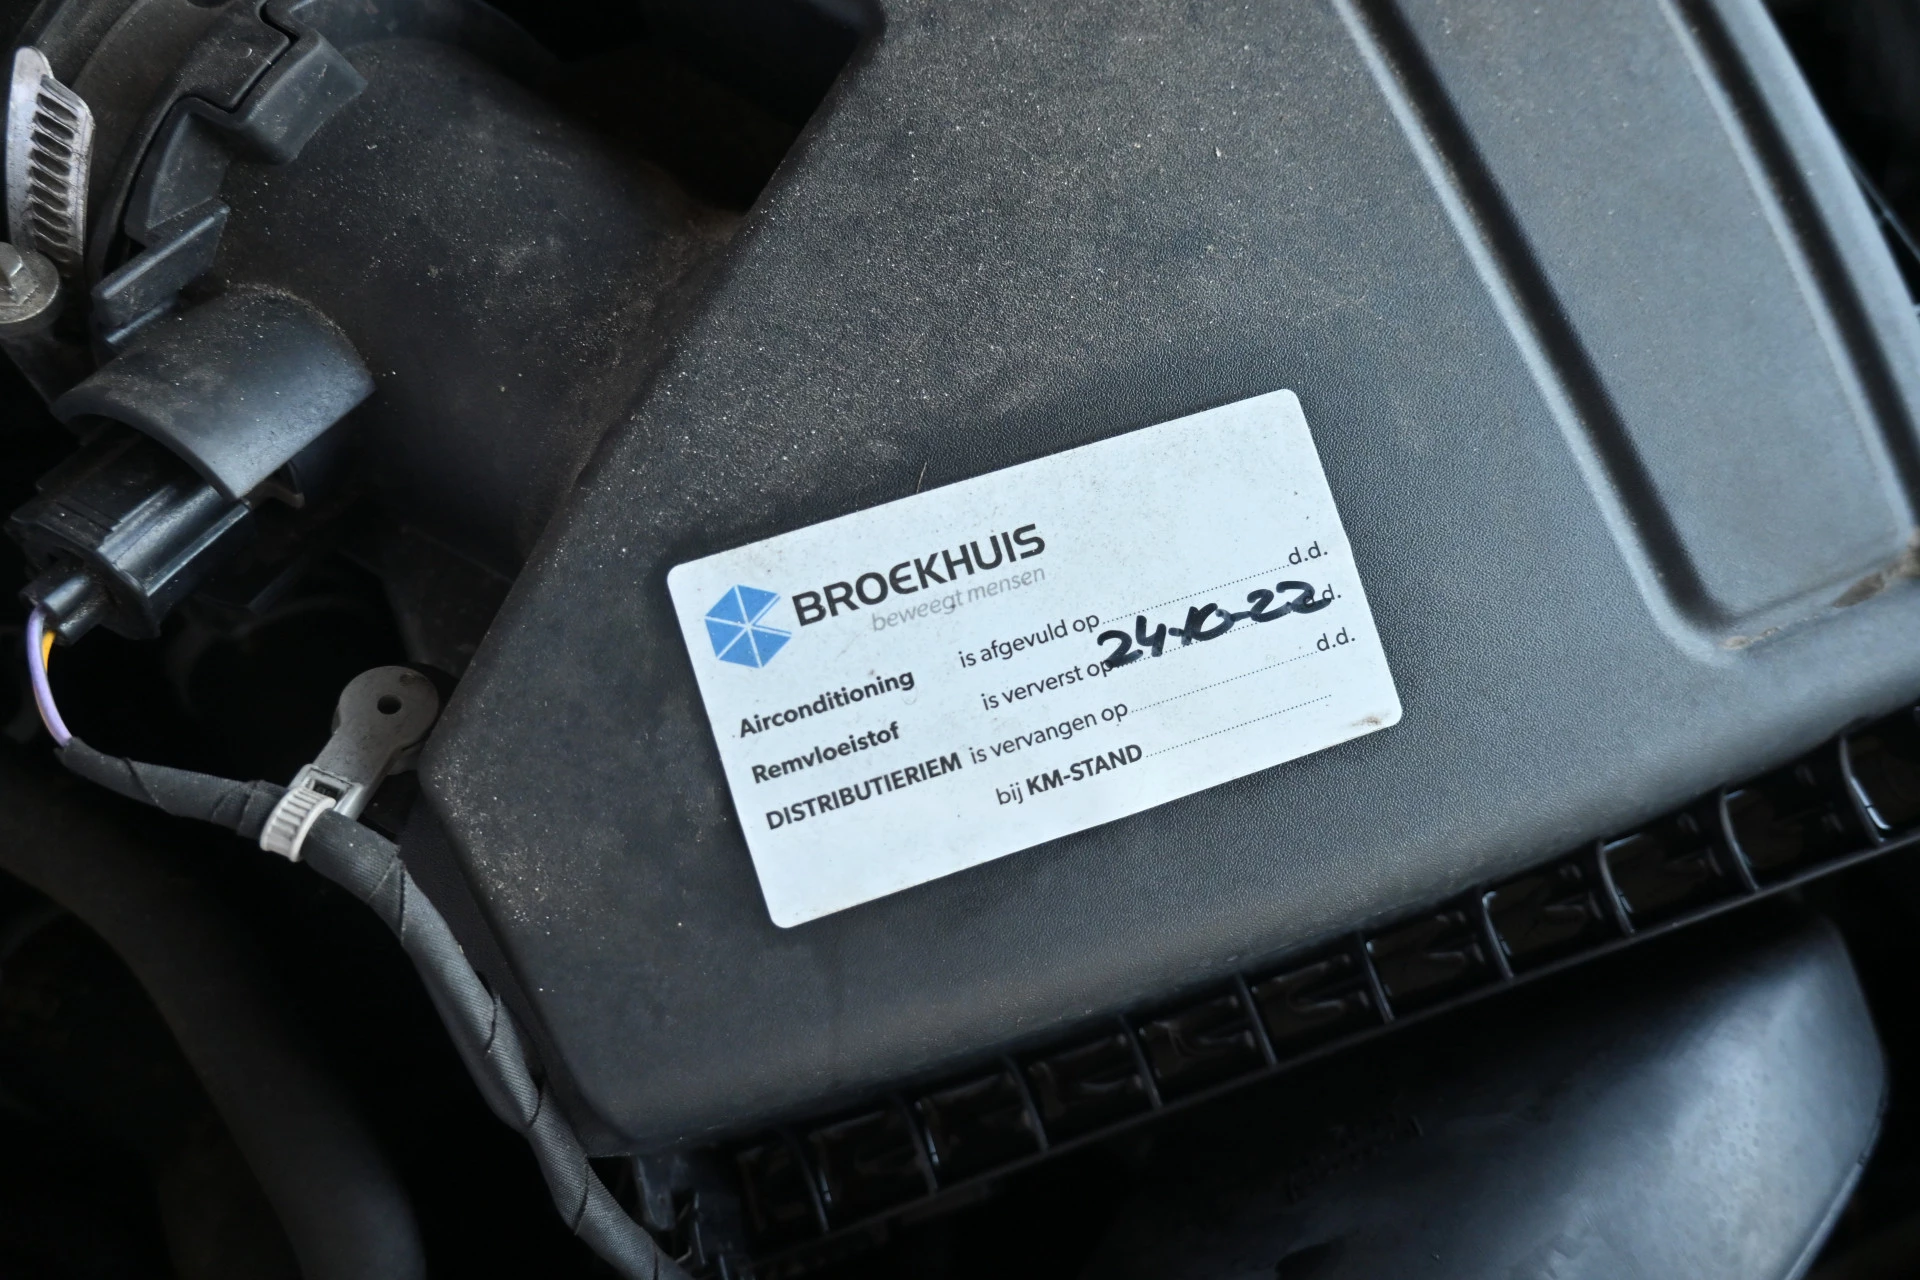 BROEKHUIS
beweegt mensen
Airconditioning is afgevuld op d.d.
Remvloeistof is ververst op 24-10-22 d.d.
DISTRIBUTIERIEM is vervangen op d.d.
bij KM-STAND